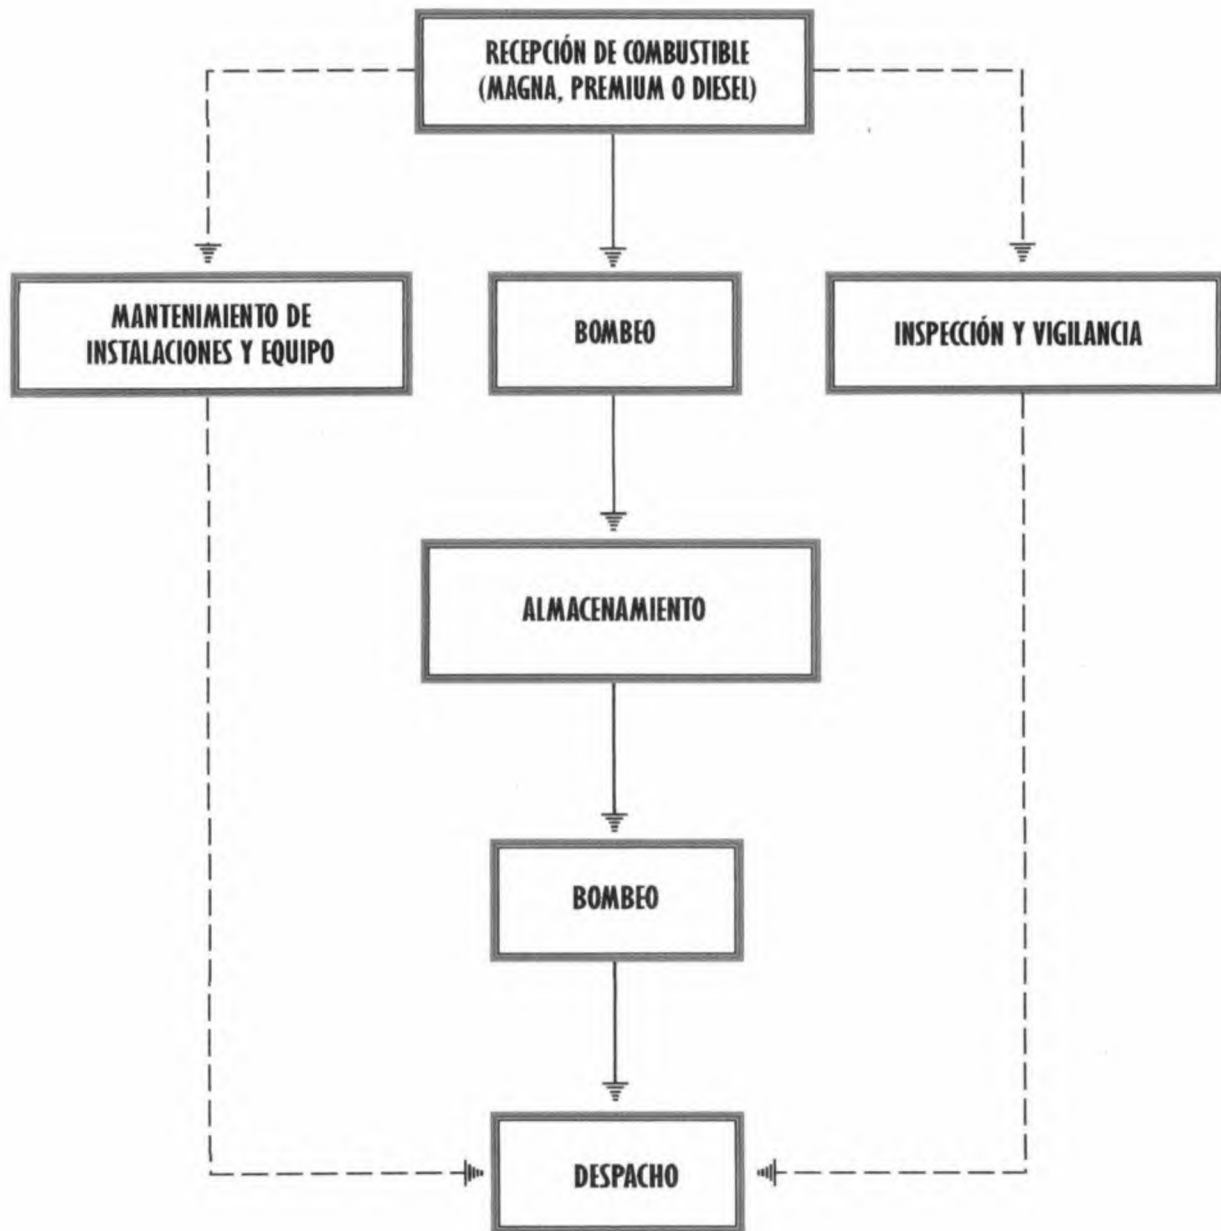 RECEPCIÓN DE COMBUSTIBLE
(MAGNA, PREMIUM O DIESEL)
MANTENIMIENTO DE
INSTALACIONES Y EQUIPO
BOMBEO
INSPECCIÓN Y VIGILANCIA
ALMACENAMIENTO
BOMBEO
DESPACHO